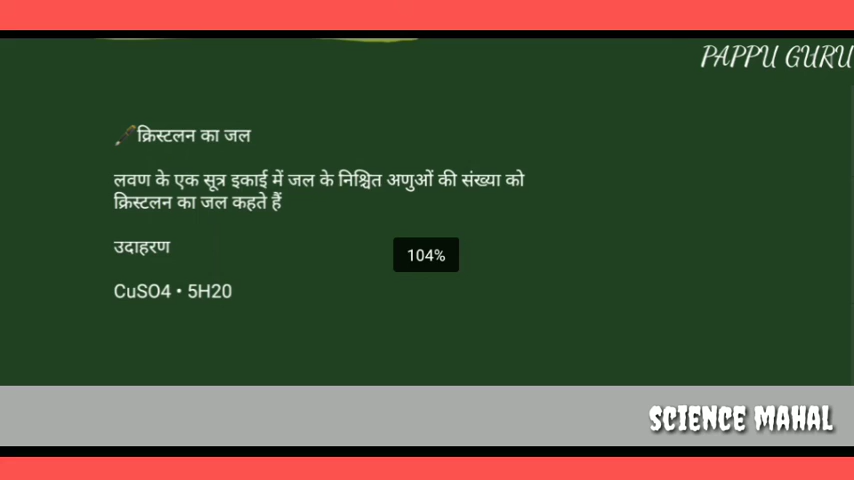 PAPPU GURU
क्रिस्टलन का जल
लवण के एक सूत्र इकाई में जल के निश्चित अणुओं की संख्या को
क्रिस्टलन का जल कहते हैं
उदाहरण
104%
CuSO4 • 5H20
SCIENCE MAHAL